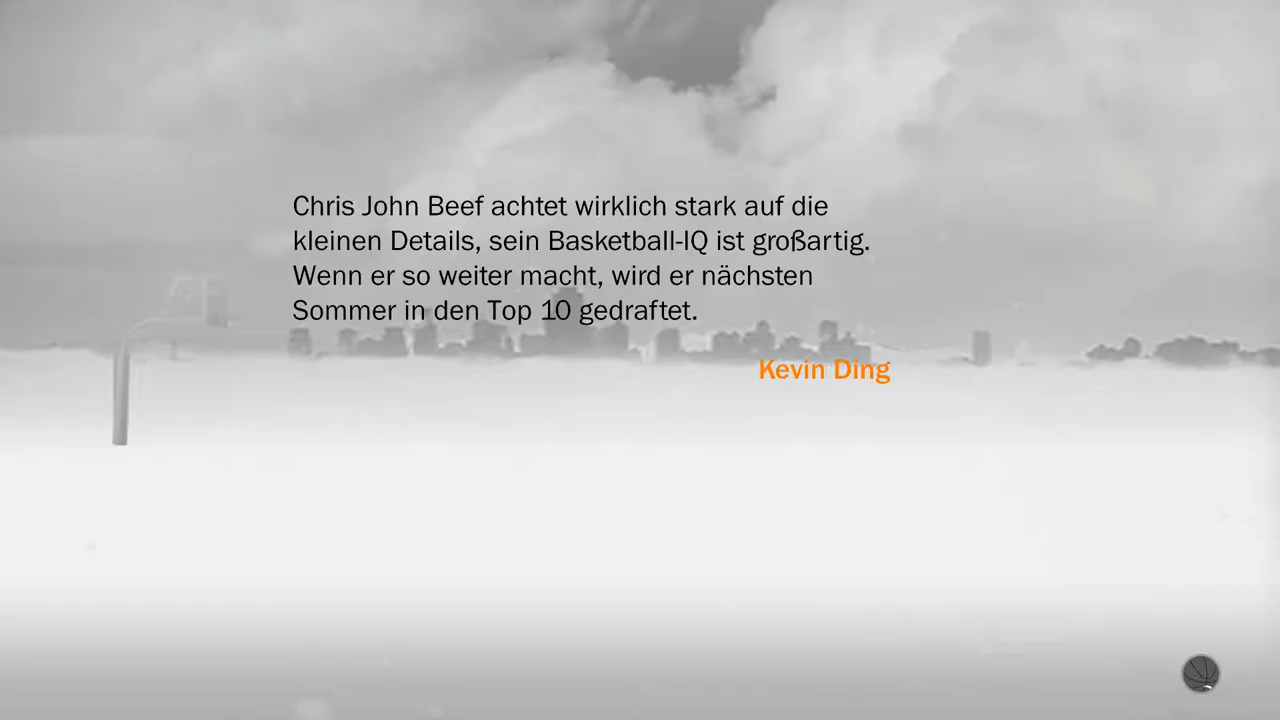 Chris John Beef achtet wirklich stark auf die
kleinen Details, sein Basketball-IQ ist großartig.
Wenn er so weiter macht, wird er nächsten
Sommer in den Top 10 gedraftet.
Kevin Ding